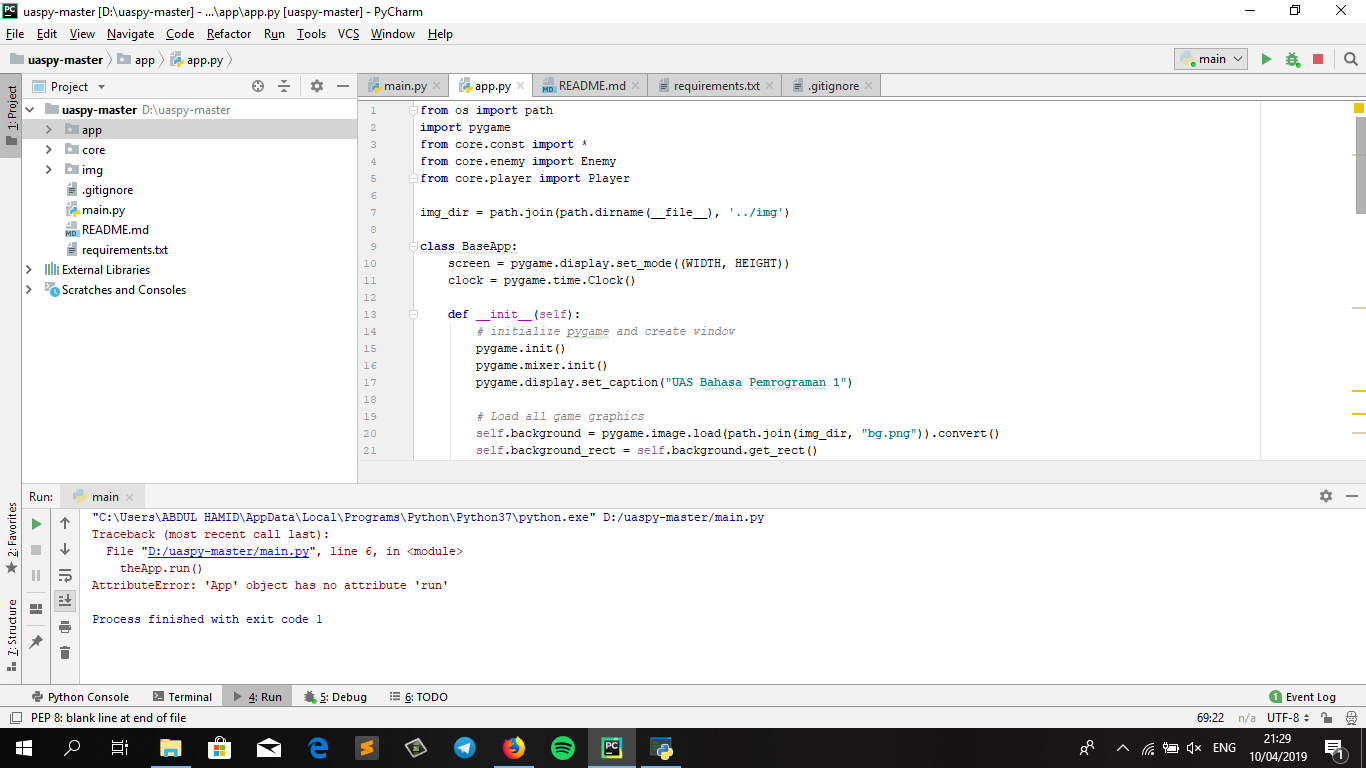 uaspy-master [D:\uaspy-master] - ...\app\app.py [uaspy-master] - PyCharm
File Edit View Navigate Code Refactor Run Tools VCS Window Help
uaspy-master app app.py main
1: Project
Project
main.py app.py README.md requirements.txt .gitignore
uaspy-master D:\uaspy-master
app
core
img
.gitignore
main.py
README.md
requirements.txt
External Libraries
Scratches and Consoles
1 from os import path
2 import pygame
3 from core.const import *
4 from core.enemy import Enemy
5 from core.player import Player
6
7 img_dir = path.join(path.dirname(__file__), '../img')
8
9 class BaseApp:
10 screen = pygame.display.set_mode((WIDTH, HEIGHT))
11 clock = pygame.time.Clock()
12
13 def __init__(self):
14 # initialize pygame and create window
15 pygame.init()
16 pygame.mixer.init()
17 pygame.display.set_caption("UAS Bahasa Pemrograman 1")
18
19 # Load all game graphics
20 self.background = pygame.image.load(path.join(img_dir, "bg.png")).convert()
21 self.background_rect = self.background.get_rect()
2: Favorites
7: Structure
Run: main
"C:\Users\ABDUL HAMID\AppData\Local\Programs\Python\Python37\python.exe" D:/uaspy-master/main.py
Traceback (most recent call last):
File "D:/uaspy-master/main.py", line 6, in <module>
theApp.run()
AttributeError: 'App' object has no attribute 'run'
Process finished with exit code 1
Python Console Terminal 4: Run 5: Debug 6: TODO 1 Event Log
PEP 8: blank line at end of file 69:22 n/a UTF-8
ENG
21:29
10/04/2019
1